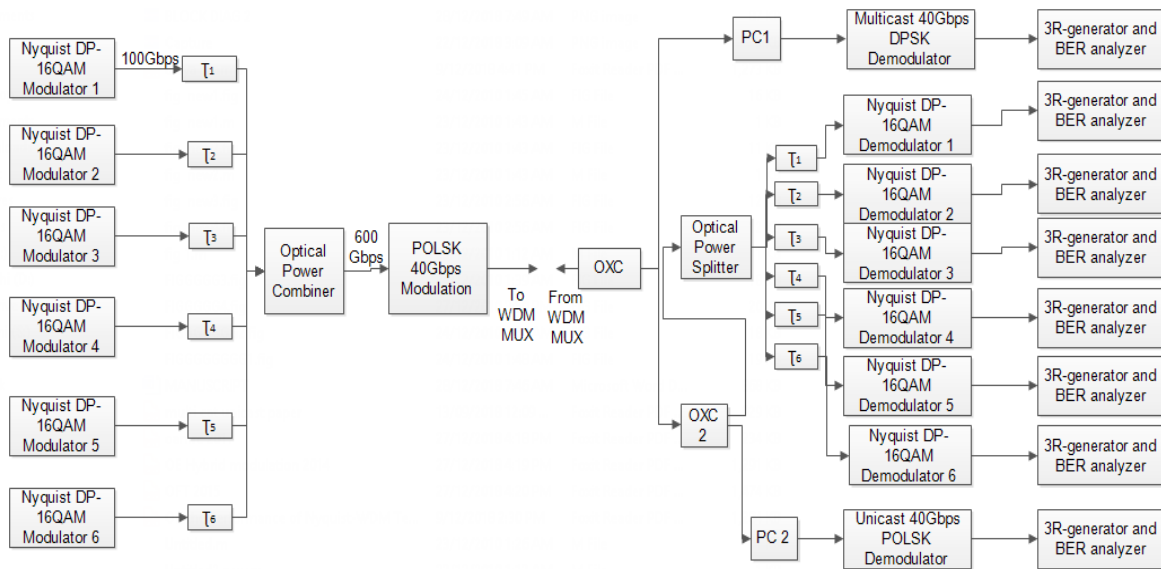 Nyquist DP-
16QAM
Modulator 1
100Gbps
τ1
Nyquist DP-
16QAM
Modulator 2
τ2
Nyquist DP-
16QAM
Modulator 3
τ3
Nyquist DP-
16QAM
Modulator 4
τ4
Nyquist DP-
16QAM
Modulator 5
τ5
Nyquist DP-
16QAM
Modulator 6
τ6
Optical
Power
Combiner
600
Gbps
POLSK
40Gbps
Modulation
To
WDM
MUX
From
WDM
MUX
OXC
PC1
Multicast 40Gbps
DPSK
Demodulator
3R-generator and
BER analyzer
Optical
Power
Splitter
τ1
τ2
τ3
τ4
τ5
τ6
Nyquist DP-
16QAM
Demodulator 1
3R-generator and
BER analyzer
Nyquist DP-
16QAM
Demodulator 2
3R-generator and
BER analyzer
Nyquist DP-
16QAM
Demodulator 3
3R-generator and
BER analyzer
Nyquist DP-
16QAM
Demodulator 4
3R-generator and
BER analyzer
Nyquist DP-
16QAM
Demodulator 5
3R-generator and
BER analyzer
Nyquist DP-
16QAM
Demodulator 6
3R-generator and
BER analyzer
OXC
2
PC 2
Unicast 40Gbps
POLSK
Demodulator
3R-generator and
BER analyzer